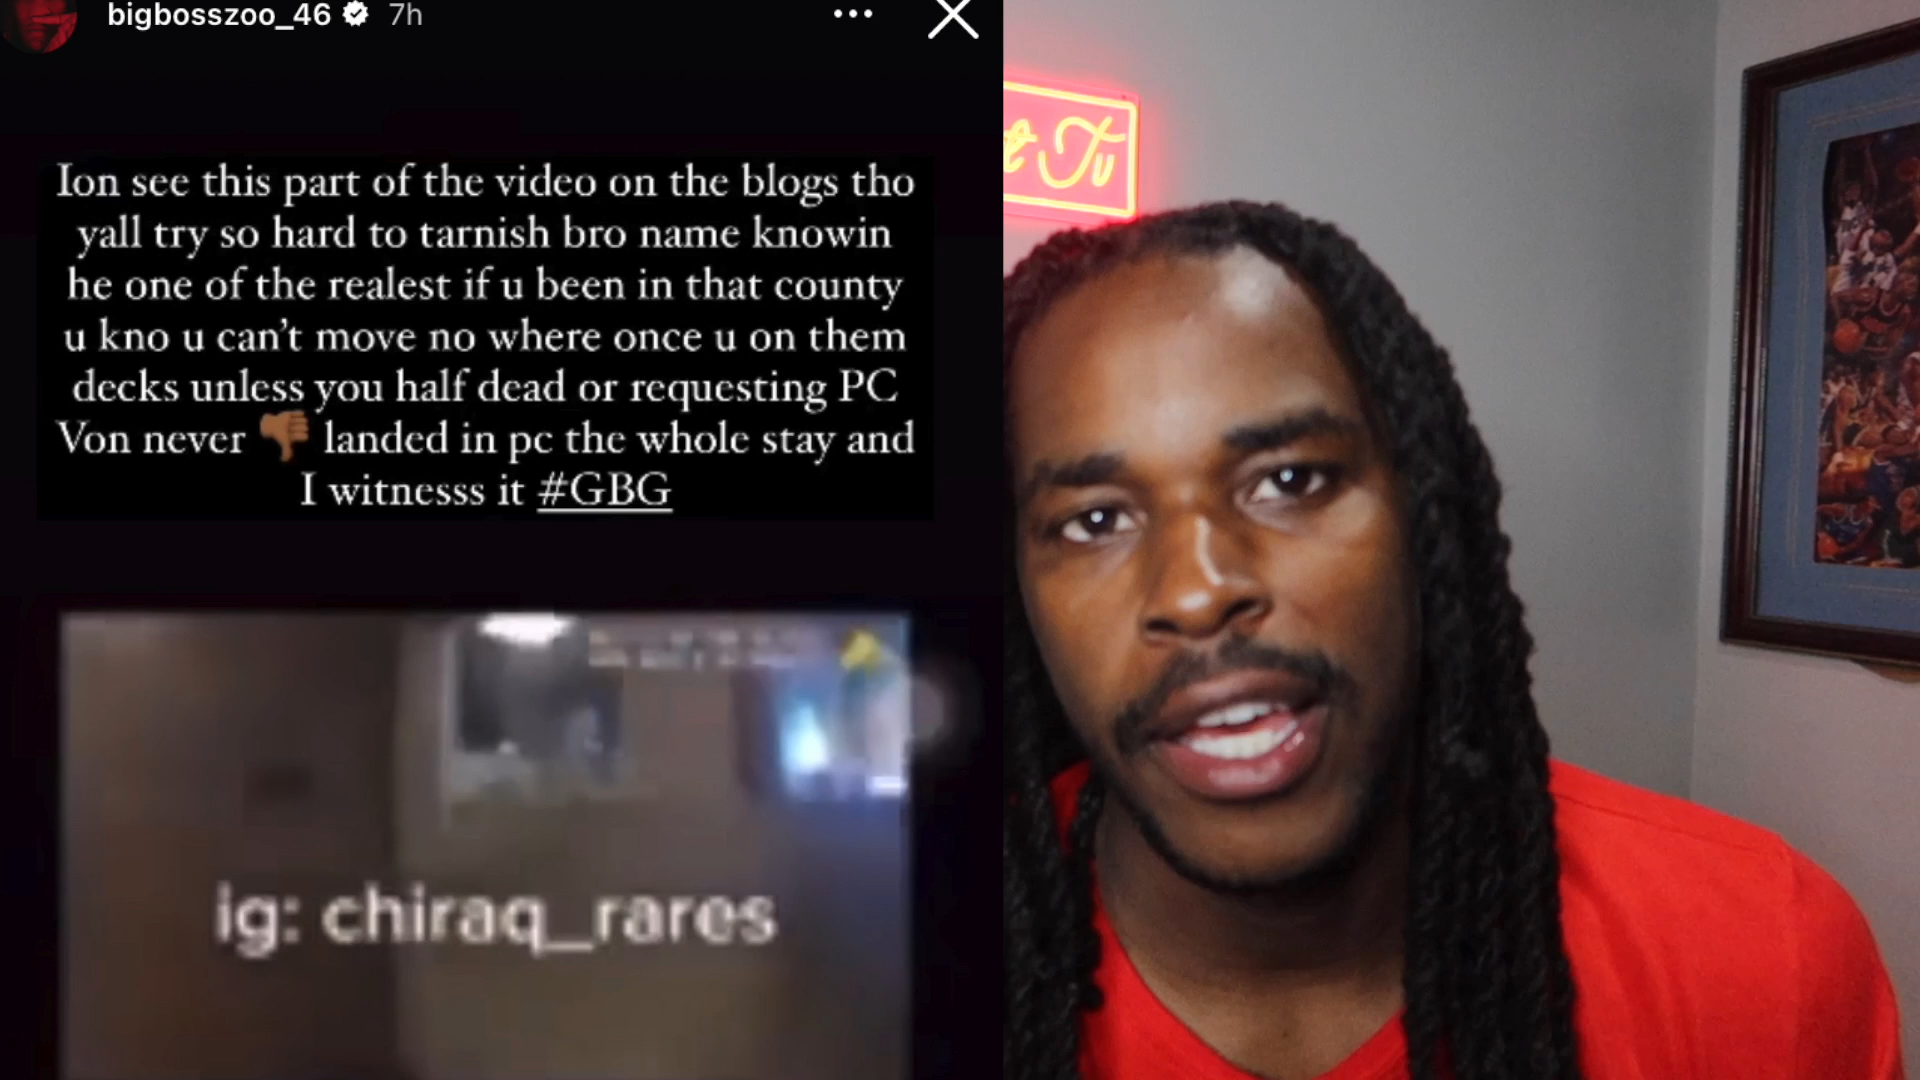 bigbosszoo_46 7h
Ion see this part of the video on the blogs tho
yall try so hard to tarnish bro name knowin
he one of the realest if u been in that county
u kno u can't move no where once u on them
decks unless you half dead or requesting PC
Von never 👎🏾 landed in pc the whole stay and
I witnesss it #GBG
ig: chiraq_rares
Tv